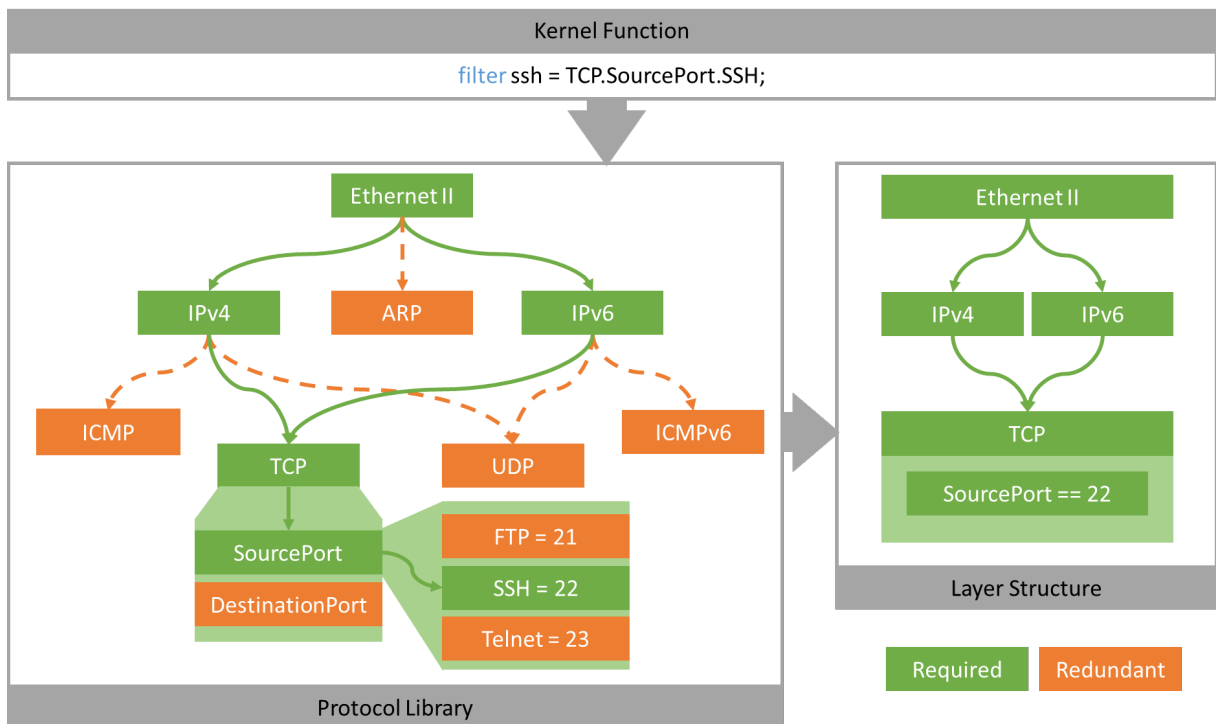 Kernel Function
filter ssh = TCP.SourcePort.SSH;
Ethernet II
IPv4
ARP
IPv6
ICMP
TCP
UDP
ICMPv6
SourcePort
DestinationPort
FTP = 21
SSH = 22
Telnet = 23
Protocol Library
Ethernet II
IPv4
IPv6
TCP
SourcePort == 22
Layer Structure
Required
Redundant